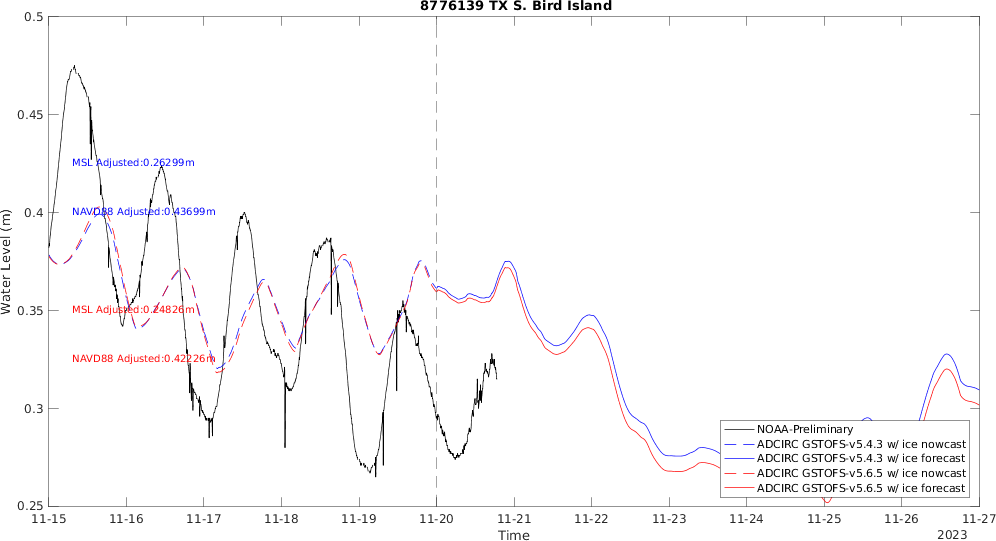 8776139 TX S. Bird Island
0.5
0.45
0.4
0.35
0.3
0.25
Water Level (m)
MSL Adjusted:0.26299m
NAVD88 Adjusted:0.43699m
MSL Adjusted:0.24826m
NAVD88 Adjusted:0.42226m
NOAA-Preliminary
ADCIRC GSTOFS-v5.4.3 w/ ice nowcast
ADCIRC GSTOFS-v5.4.3 w/ ice forecast
ADCIRC GSTOFS-v5.6.5 w/ ice nowcast
ADCIRC GSTOFS-v5.6.5 w/ ice forecast
11-15 11-16 11-17 11-18 11-19 11-20 11-21 11-22 11-23 11-24 11-25 11-26 11-27
Time
2023